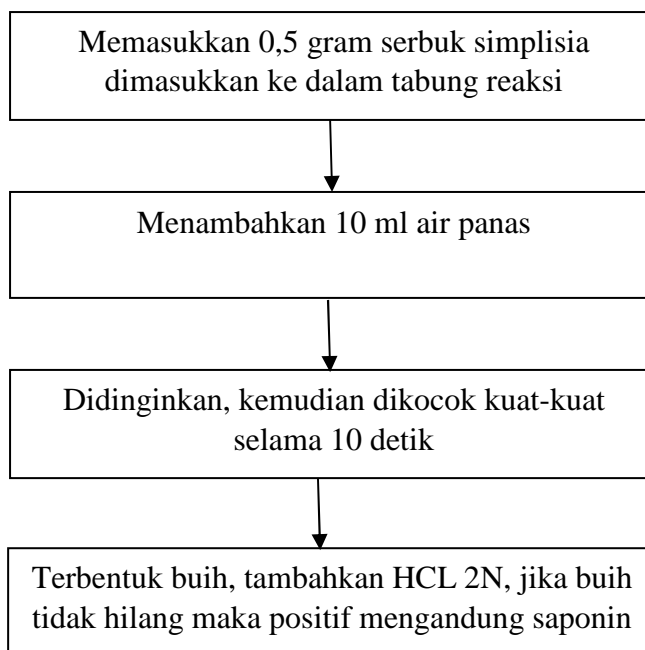 Memasukkan 0,5 gram serbuk simplisia
dimasukkan ke dalam tabung reaksi
Menambahkan 10 ml air panas
Didinginkan, kemudian dikocok kuat-kuat
selama 10 detik
Terbentuk buih, tambahkan HCL 2N, jika buih
tidak hilang maka positif mengandung saponin